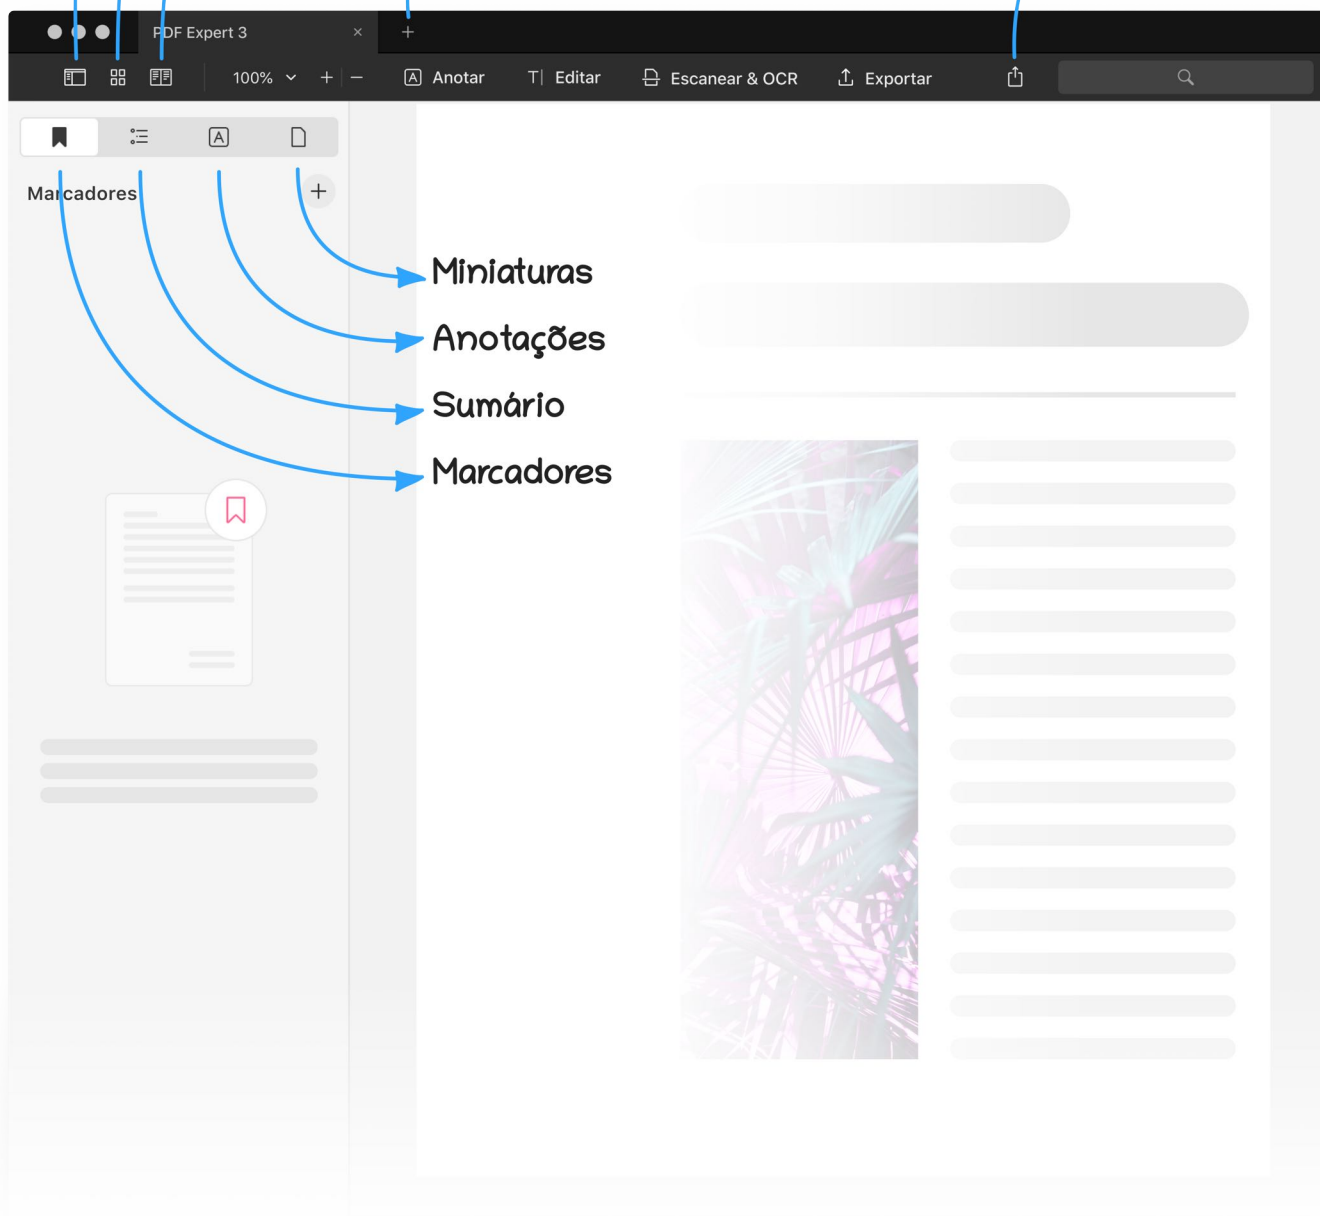 PDF Expert 3
100% Anotar Editar Escanear & OCR Exportar
Marcadores
Miniaturas
Anotações
Sumário
Marcadores